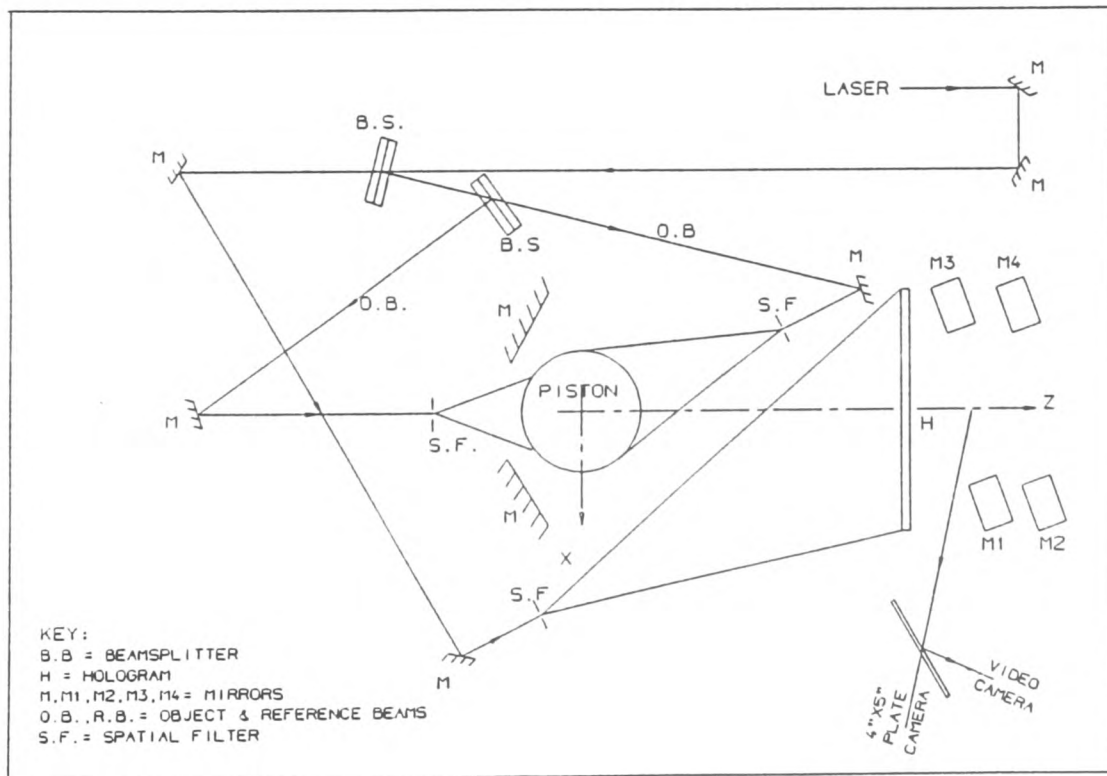 M
LASER
B.S.
M
M
B.S
O.B
M
M3
M4
O.B.
M
S.F
PISTON
M
S.F.
H
Z
M
X
M1
M2
S.F
M
KEY:
B.B = BEAMSPLITTER
H = HOLOGRAM
M,M1,M2,M3,M4= MIRRORS
O.B.,R.B.= OBJECT & REFERENCE BEAMS
S.F.= SPATIAL FILTER
VIDEO
CAMERA
4"X5"
PLATE
CAMERA